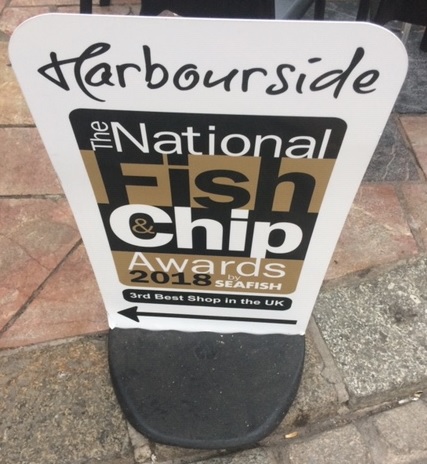 Harbourside
The National
Fish
& Chip
Awards
2018 by SEAFISH
3rd Best Shop in the UK